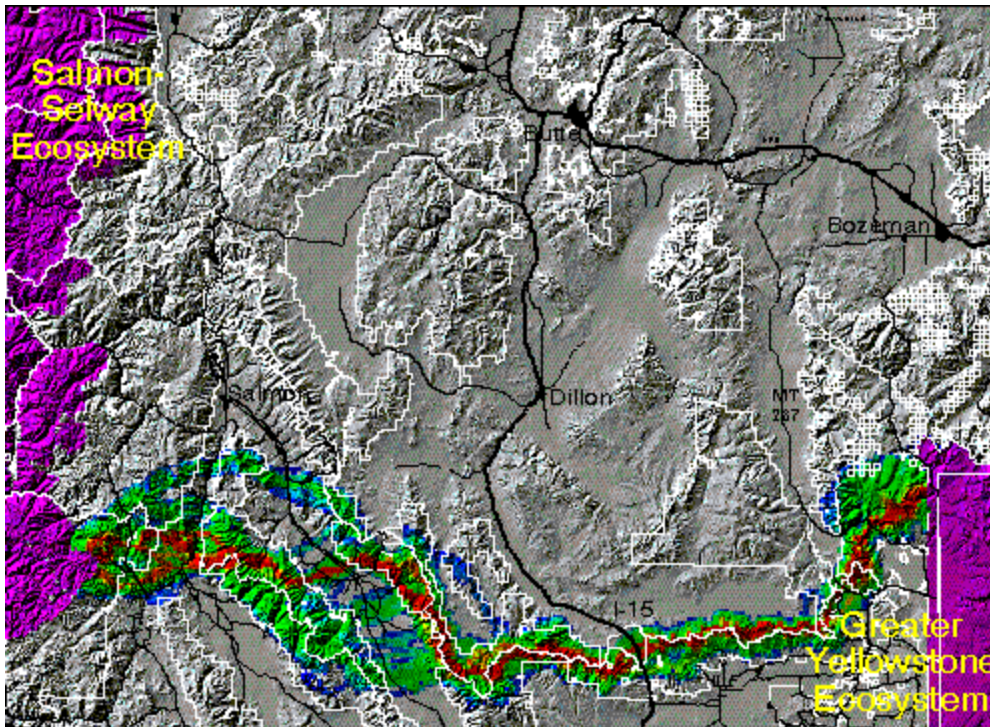 Salmon-
Selway
Ecosystem
Butte
Bozeman
Salmon
Dillon
MT
287
I-15
Greater
Yellowstone
Ecosystem